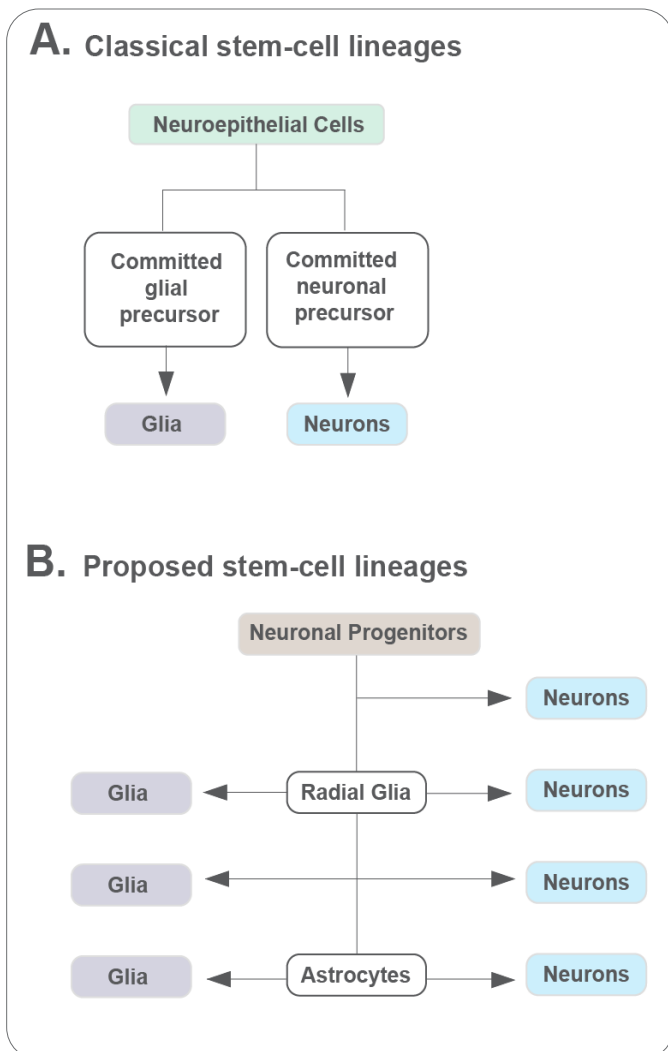 A. Classical stem-cell lineages
Neuroepithelial Cells
Committed
glial
precursor
Committed
neuronal
precursor
Glia
Neurons
B. Proposed stem-cell lineages
Neuronal Progenitors
Neurons
Glia
Radial Glia
Neurons
Glia
Neurons
Glia
Astrocytes
Neurons